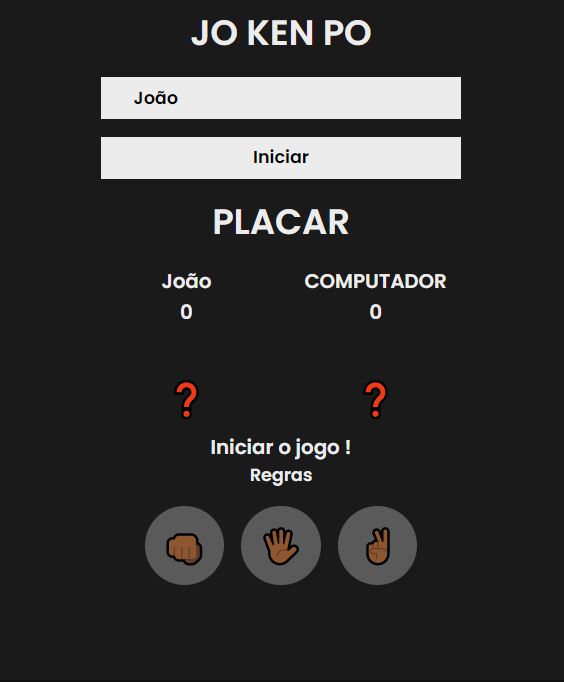 JO KEN PO
João
Iniciar
PLACAR
João COMPUTADOR
0 0
? ?
Iniciar o jogo !
Regras